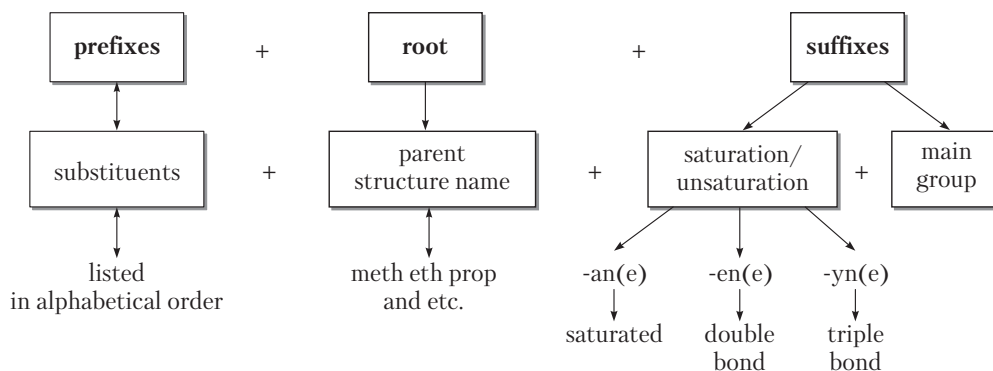 prefixes + root + suffixes
substituents + parent structure name + saturation/ unsaturation + main group
listed in alphabetical order
meth eth prop and etc.
-an(e) -en(e) -yn(e)
saturated double bond triple bond